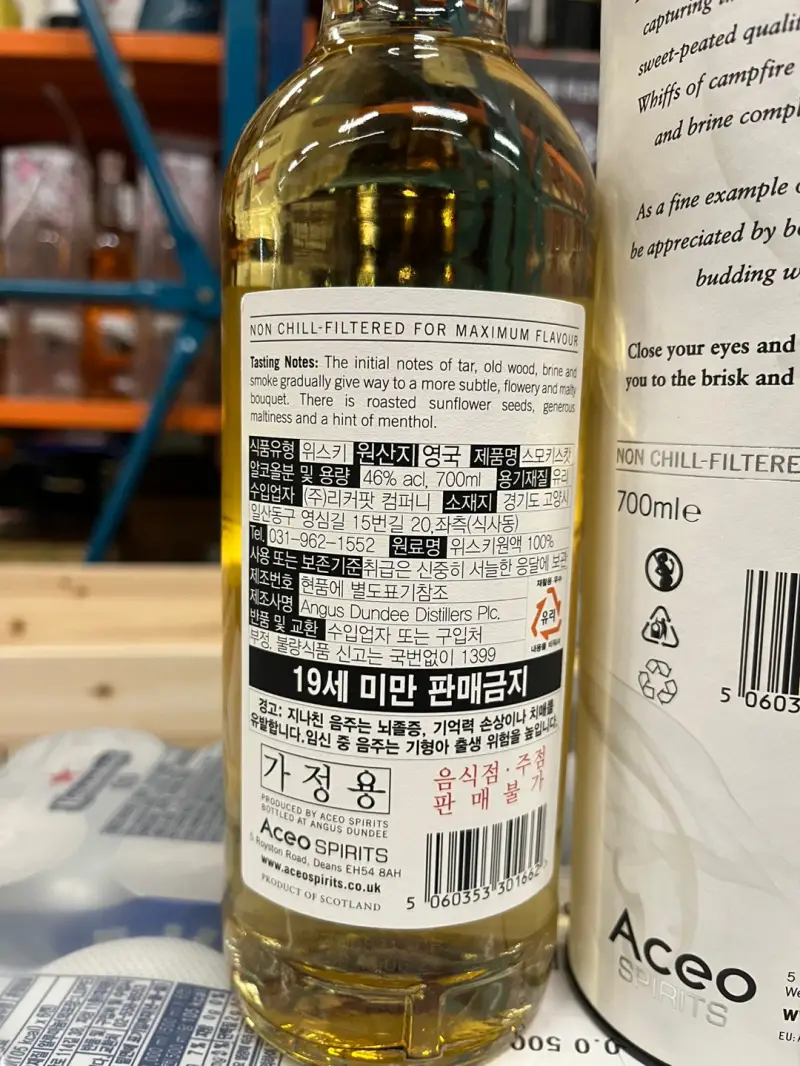 NON CHILL-FILTERED FOR MAXIMUM FLAVOUR
Tasting Notes: The initial notes of tar, old wood, brine and
smoke gradually give way to a more subtle, flowery and malty
bouquet. There is roasted sunflower seeds, generous
maltiness and a hint of menthol.
식품유형 위스키 원산지 영국 제품명 스모키스캇
알코올분 및 용량 46% acl, 700ml 용기재질 유리
수입업자 (주)리커팟 컴퍼니 소재지 경기도 고양시
일산동구 영심길 15번길 20,좌측(식사동)
Tel. 031-962-1552 원료명 위스키원액 100%
사용 또는 보존기준 취급은 신중히 서늘한 응달에 보관
제조번호 현품에 별도표기참조
제조사명 Angus Dundee Distillers Plc.
반품 및 교환 수입업자 또는 구입처
부정, 불량식품 신고는 국번없이 1399
유리
19세 미만 판매금지
경고: 지나친 음주는 뇌졸중, 기억력 손상이나 치매를
유발합니다.임신 중 음주는 기형아 출생 위험을 높입니다.
가정용
음식점·주점
판매불가
PRODUCED BY ACEO SPIRITS
BOTTLED AT ANGUS DUNDEE
Aceo SPIRITS
5 Royston Road, Deans EH54 8AH
www.aceospirits.co.uk
PRODUCT OF SCOTLAND
5 060353 301662
capturing
sweet-peated
Whiffs of campfire
and brine
As a fine example
be appreciated by
budding
Close your eyes and
you to the brisk and
NON CHILL-FILTERE
700ml e
5 0603
Aceo
SPIRITS